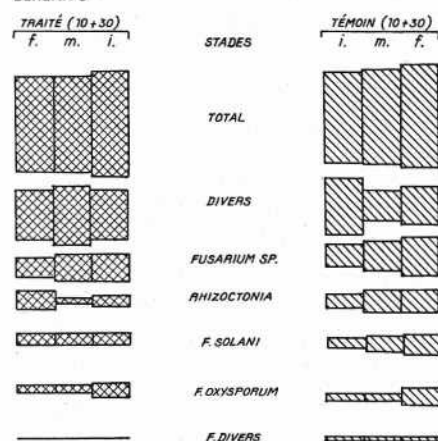 TRAITÉ (10+30) TÉMOIN (10+30)
f. m. i. STADES i. m. f.
TOTAL
DIVERS
FUSARIUM SP.
RHIZOCTONIA
F. SOLANI
F. OXYSPORUM
F. DIVERS